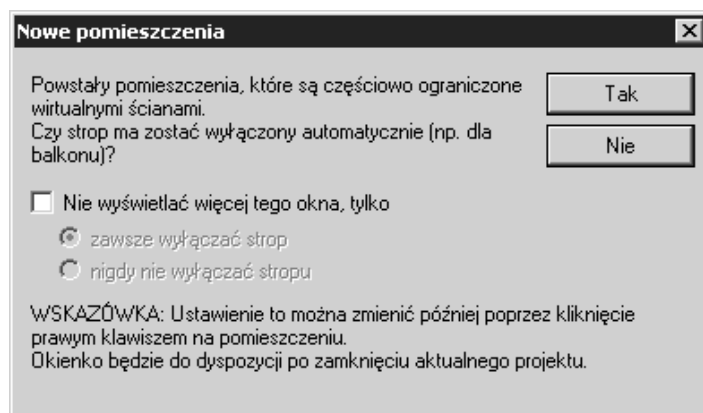 Nowe pomieszczenia
Powstały pomieszczenia, które są częściowo ograniczone
wirtualnymi ścianami.
Czy strop ma zostać wyłączony automatycznie (np. dla
balkonu)?
Tak
Nie
Nie wyświetlać więcej tego okna, tylko
zawsze wyłączać strop
nigdy nie wyłączać stropu
WSKAZÓWKA: Ustawienie to można zmienić później poprzez kliknięcie
prawym klawiszem na pomieszczeniu.
Okienko będzie do dyspozycji po zamknięciu aktualnego projektu.